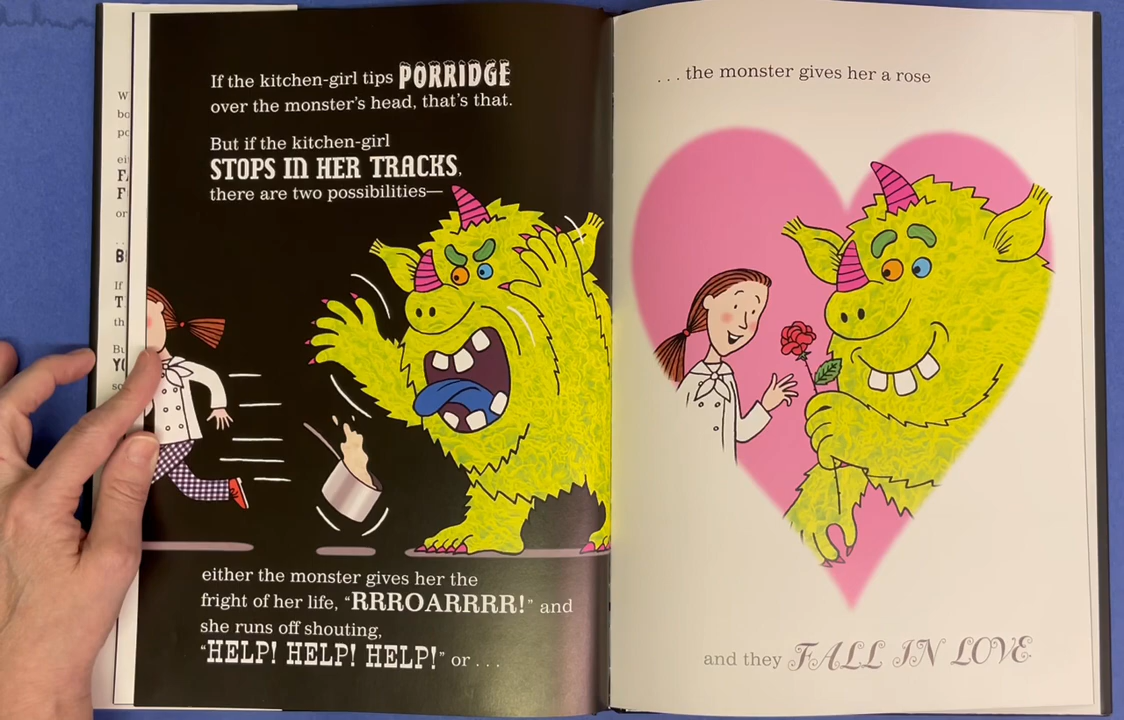 If the kitchen-girl tips PORRIDGE
over the monster's head, that's that.
But if the kitchen-girl
STOPS IN HER TRACKS,
there are two possibilities—
either the monster gives her the
fright of her life, "RRROARRRR!" and
she runs off shouting,
"HELP! HELP! HELP!" or . . .
. . . the monster gives her a rose
and they FALL IN LOVE